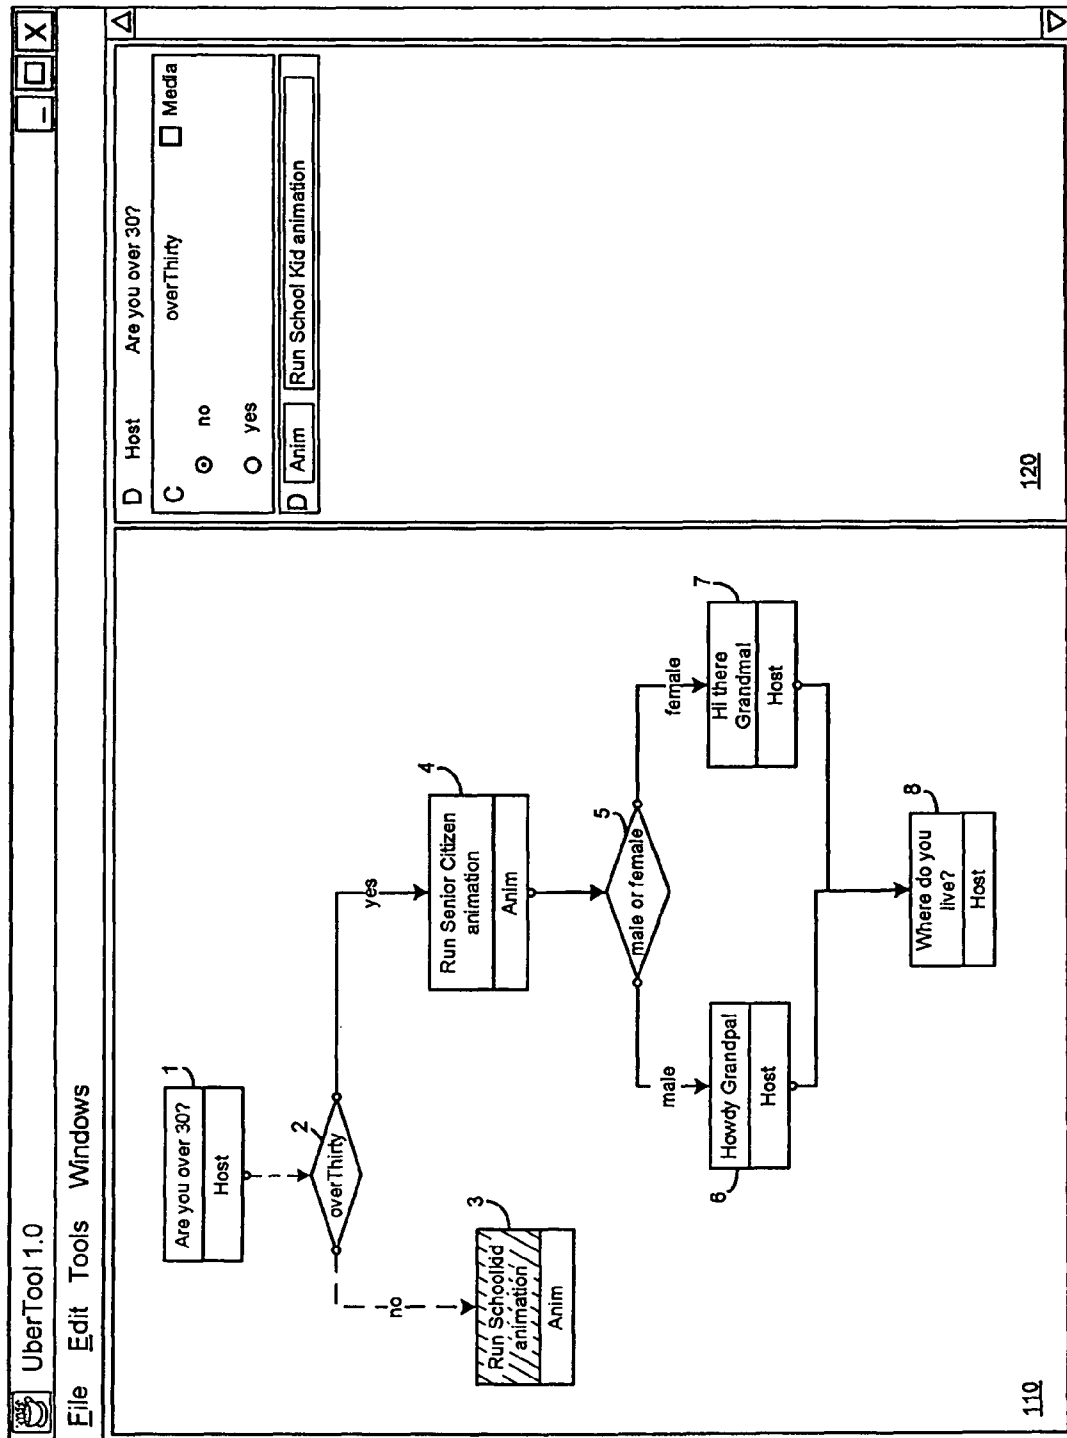 UberTool 1.0
File Edit Tools Windows
Are you over 30?
Host
1
overThirty
2
no
yes
Run Schoolkid
animation
Anim
3
Run Senior Citizen
animation
Anim
4
male or female
5
male
female
Howdy Grandpa!
Host
6
Hi there
Grandma!
Host
7
Where do you
live?
Host
8
110
D Host Are you over 30?
C overThirty Media
no
yes
D Anim Run School Kid animation
120